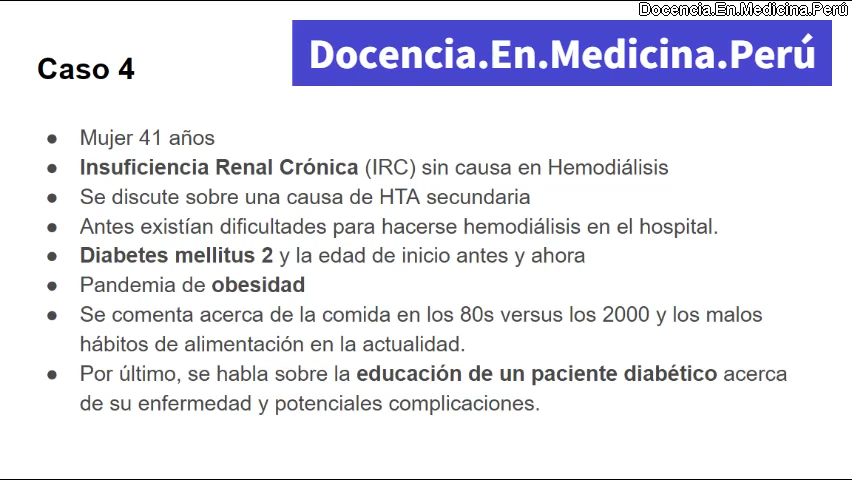 Docencia.En.Medicina.Perú
Docencia.En.Medicina.Perú
Caso 4
● Mujer 41 años
● Insuficiencia Renal Crónica (IRC) sin causa en Hemodiálisis
● Se discute sobre una causa de HTA secundaria
● Antes existían dificultades para hacerse hemodiálisis en el hospital.
● Diabetes mellitus 2 y la edad de inicio antes y ahora
● Pandemia de obesidad
● Se comenta acerca de la comida en los 80s versus los 2000 y los malos
hábitos de alimentación en la actualidad.
● Por último, se habla sobre la educación de un paciente diabético acerca
de su enfermedad y potenciales complicaciones.